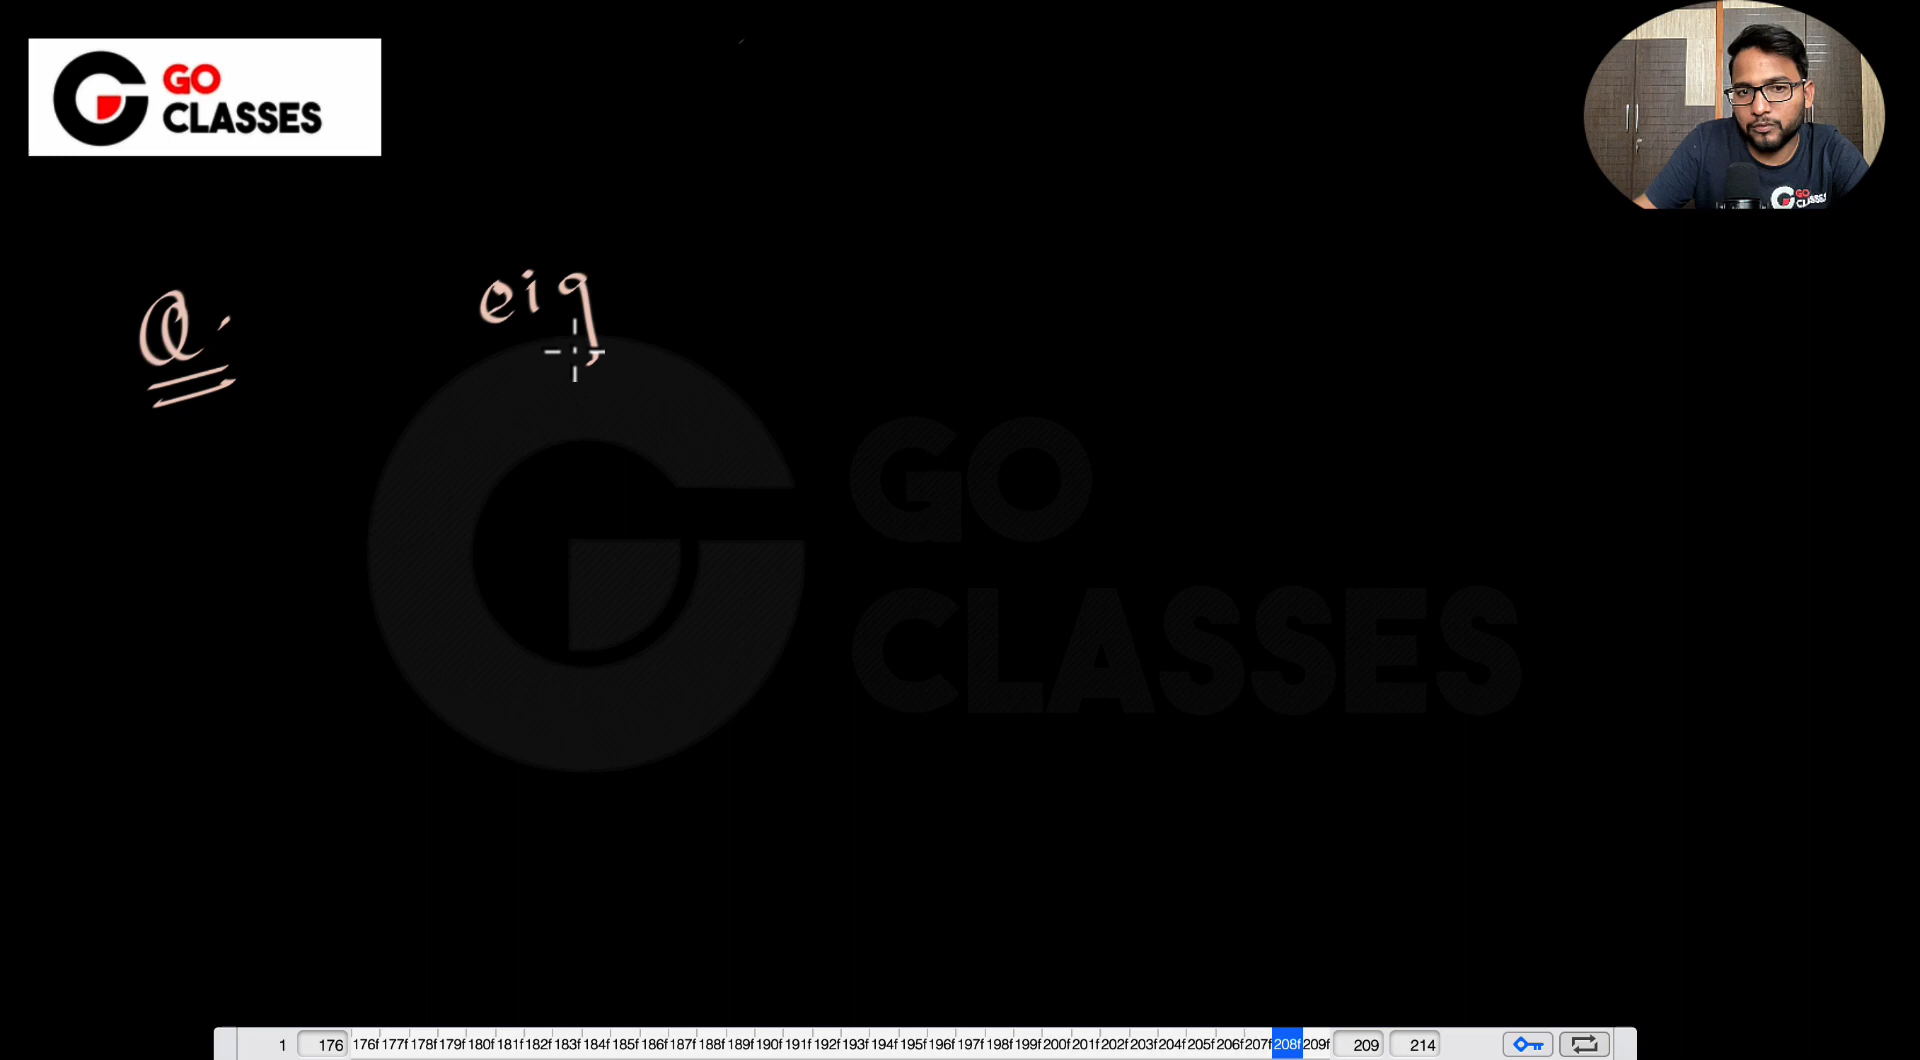 GO
CLASSES
GO
CLASSES
Q. eig
GO
CLASSES
1 176 176f 177f 178f 179f 180f 181f 182f 183f 184f 185f 186f 187f 188f 189f 190f 191f 192f 193f 194f 195f 196f 197f 198f 199f 200f 201f 202f 203f 204f 205f 206f 207f 208f 209f 209 214